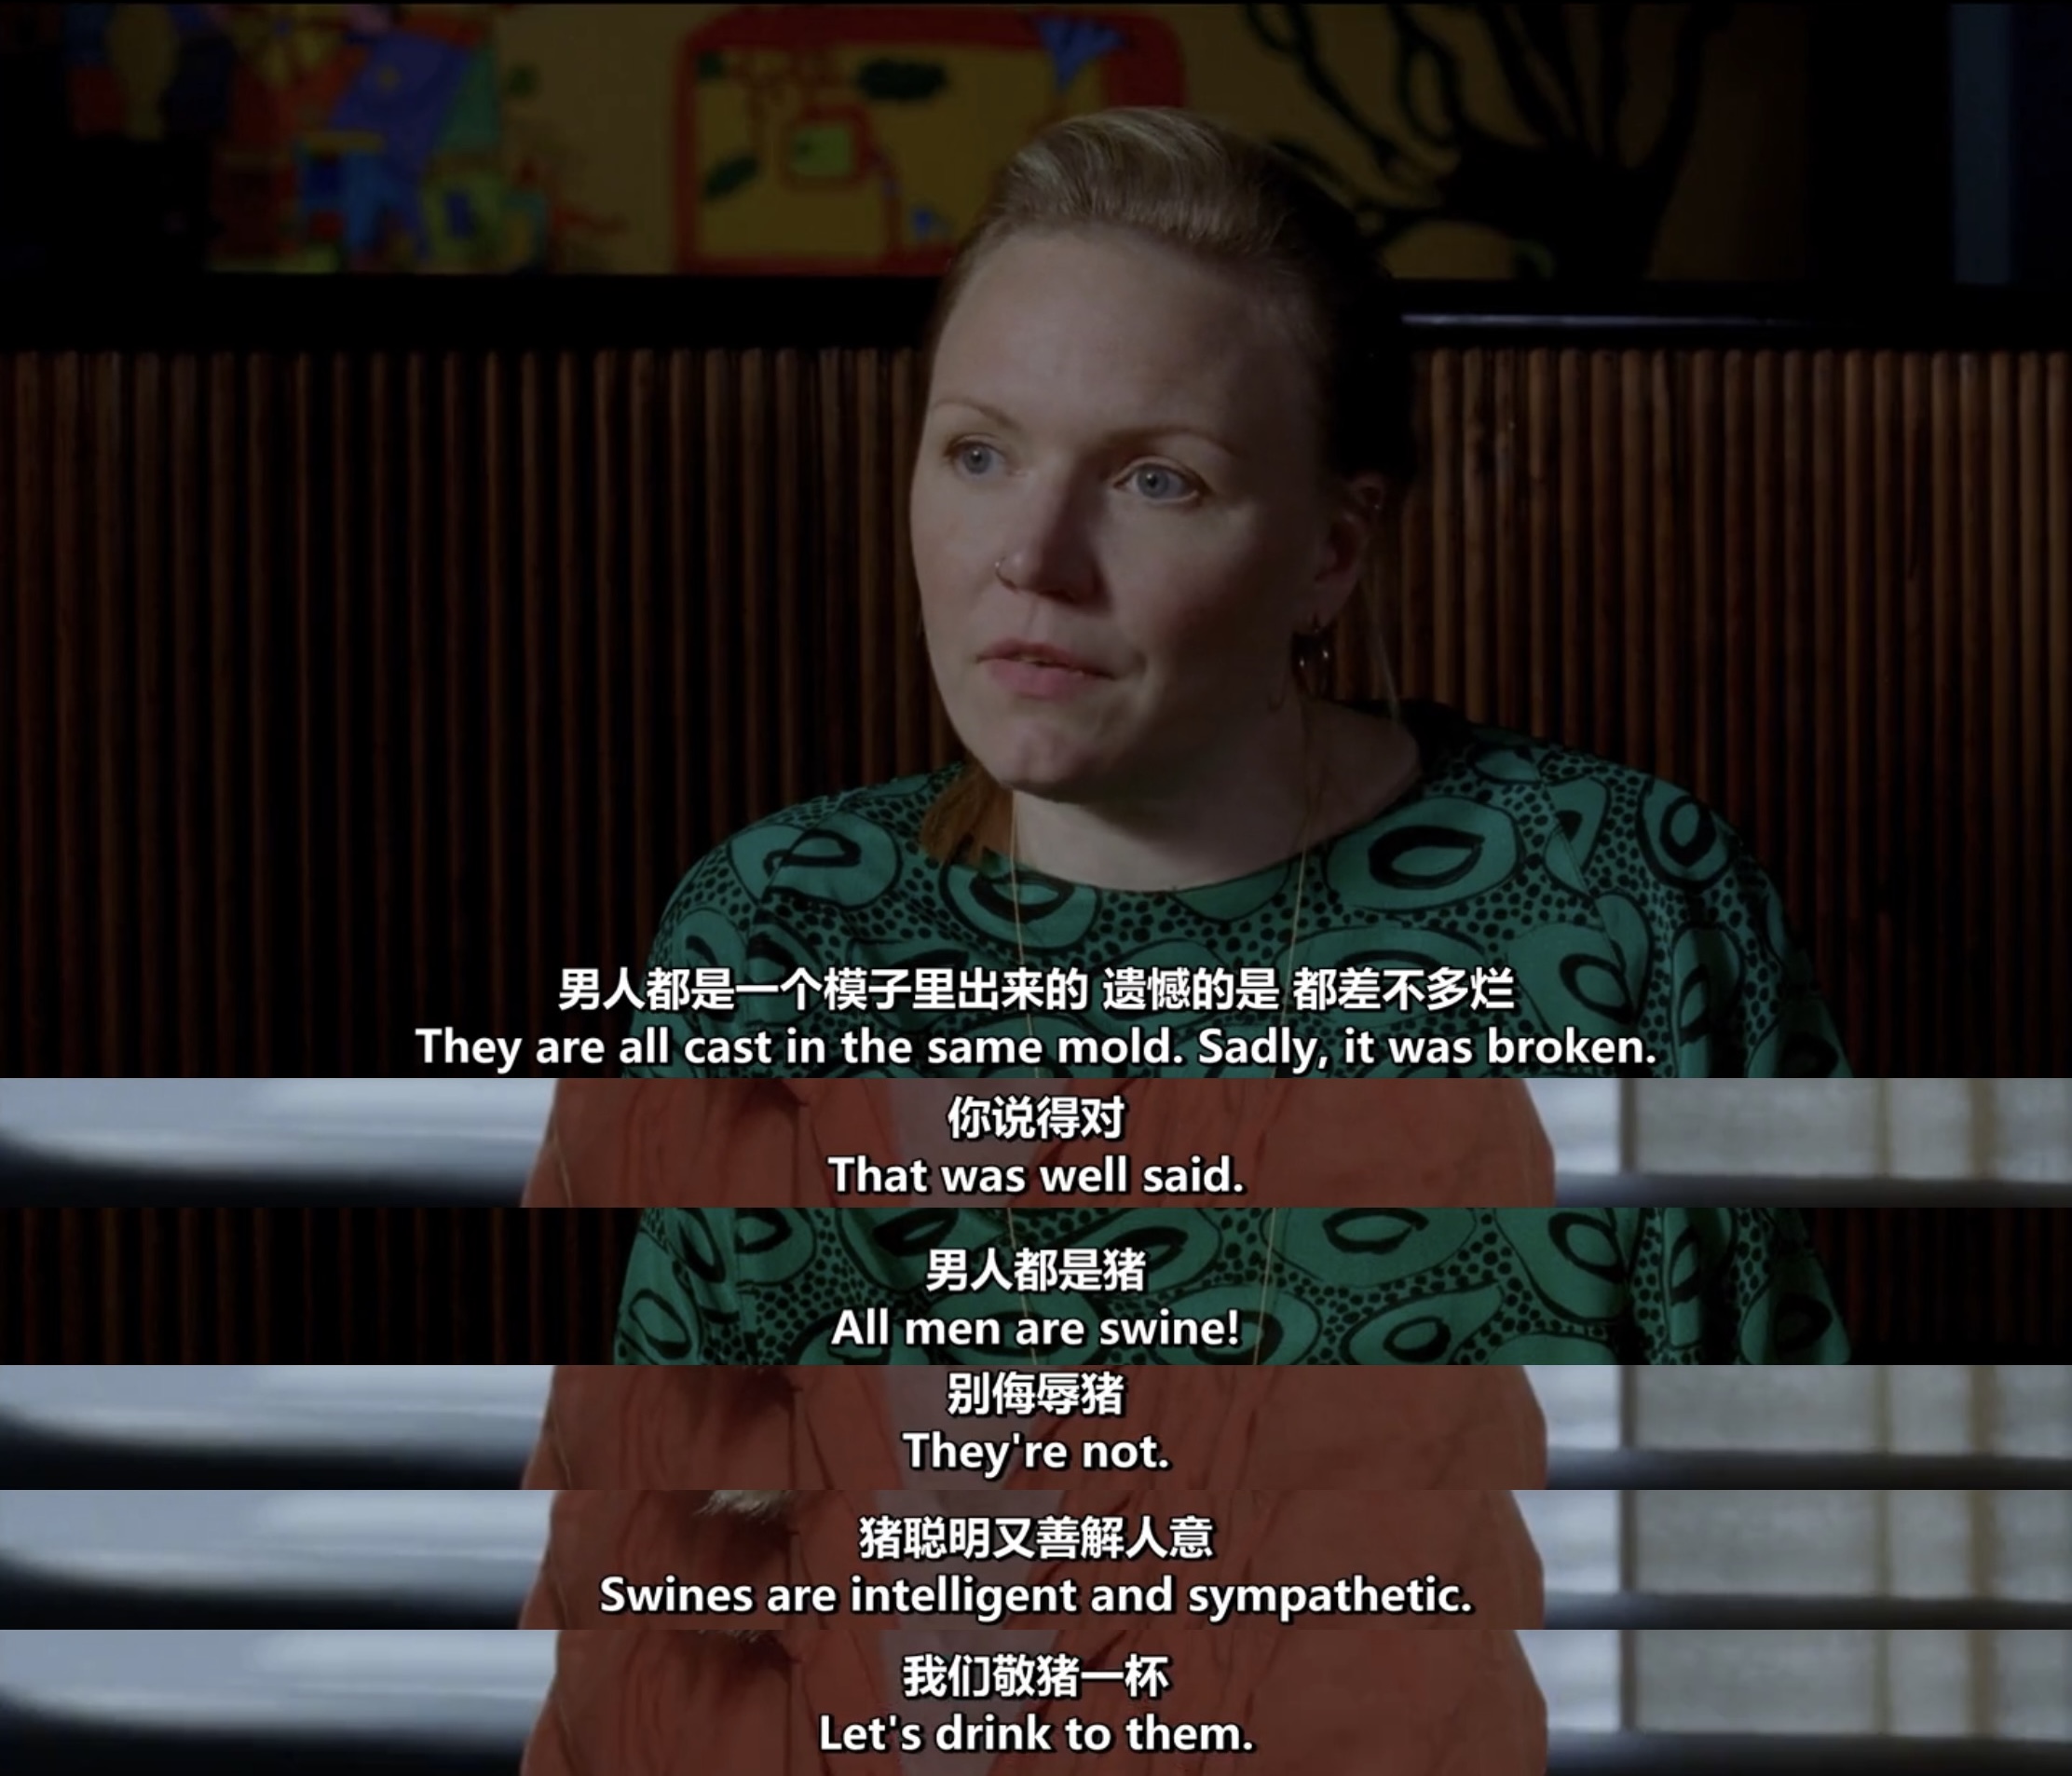 男人都是一个模子里出来的 遗憾的是 都差不多烂
They are all cast in the same mold. Sadly, it was broken.
你说得对
That was well said.
男人都是猪
All men are swine!
别侮辱猪
They're not.
猪聪明又善解人意
Swines are intelligent and sympathetic.
我们敬猪一杯
Let's drink to them.